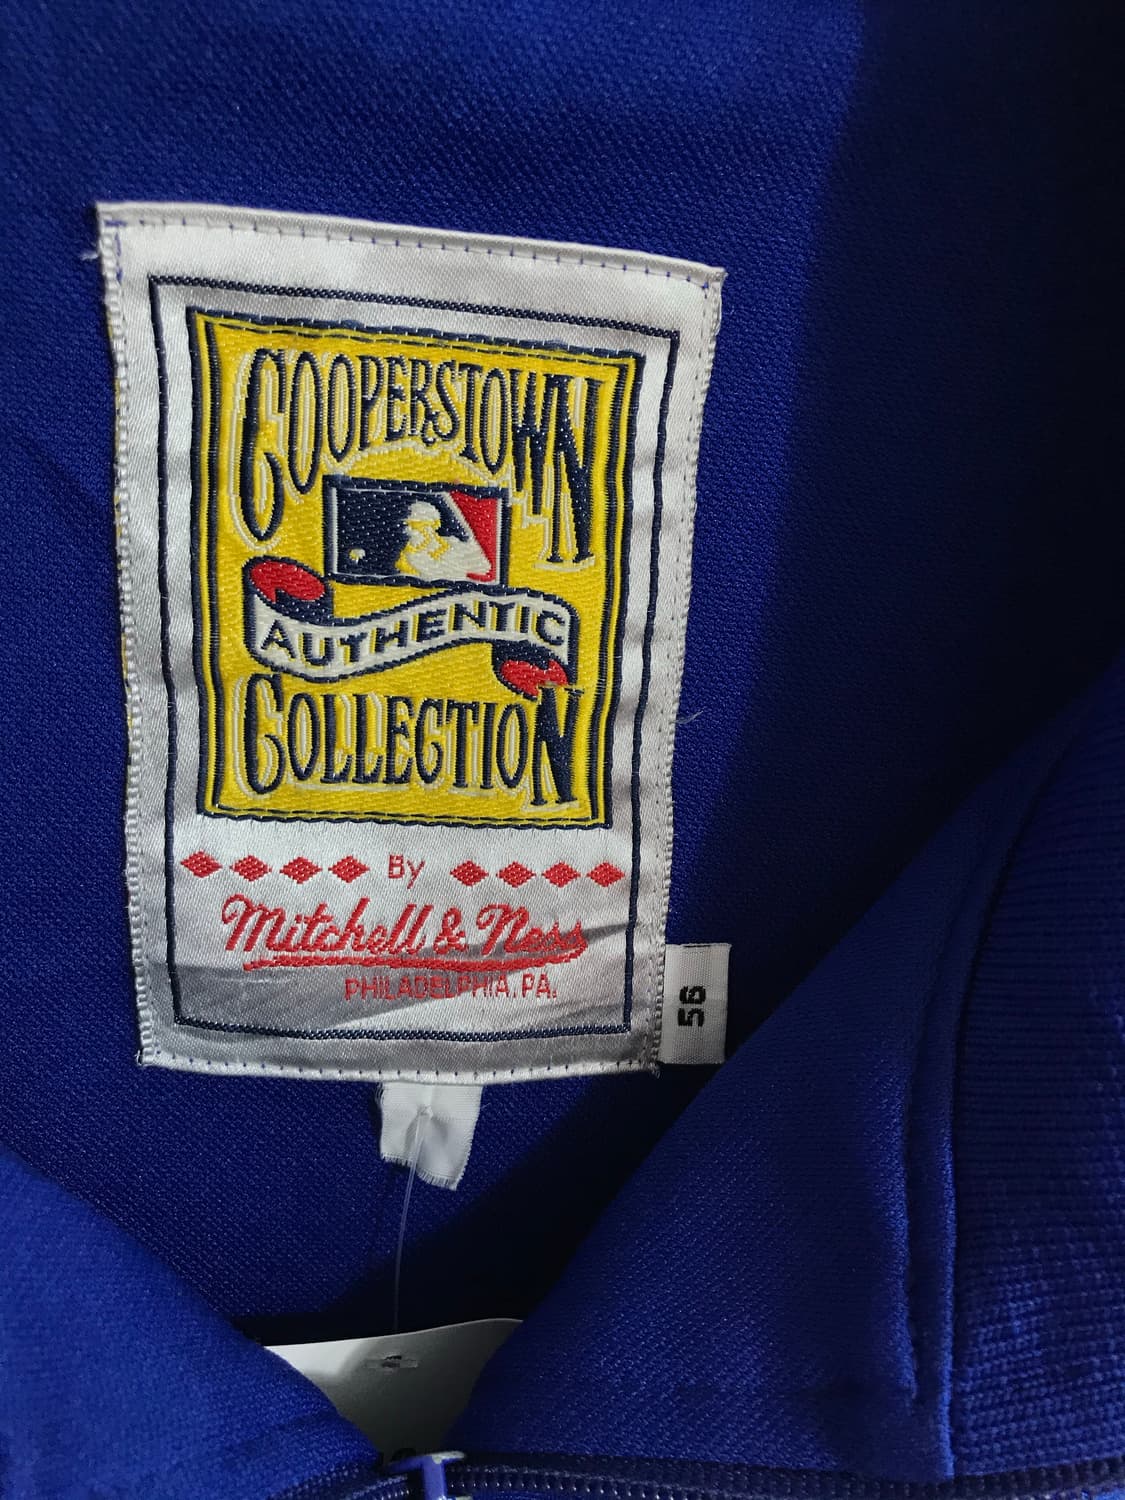 COOPERSTOWN
AUTHENTIC
COLLECTION
By
Mitchell & Ness
PHILADELPHIA, PA.
56